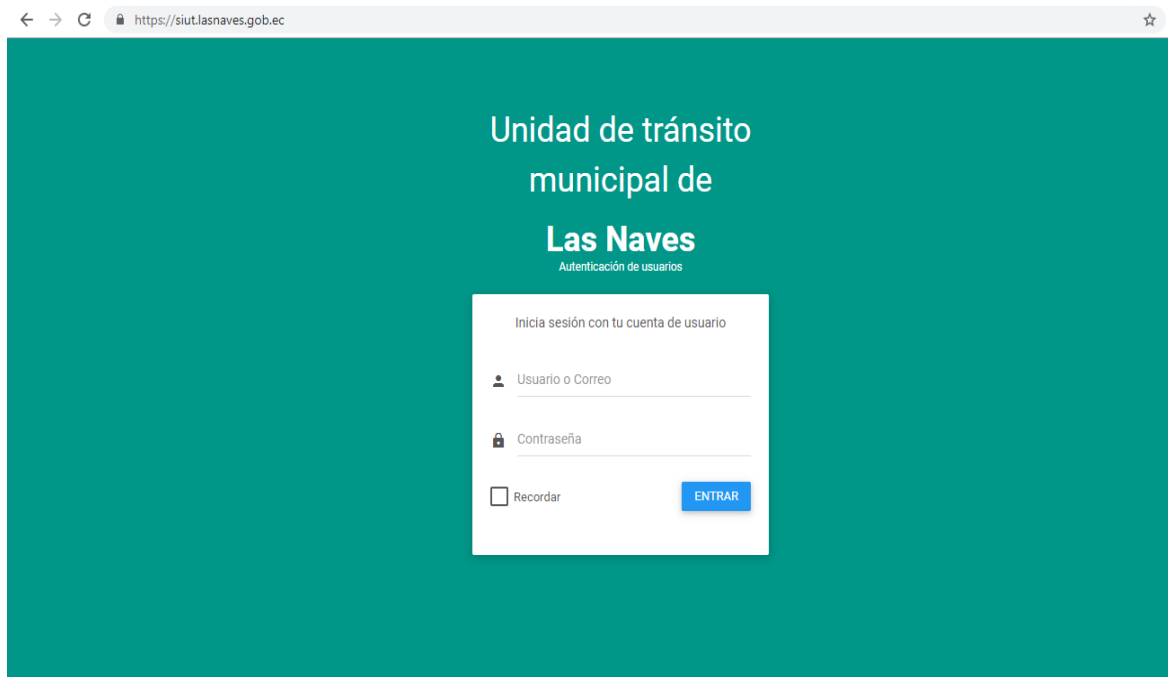 https://siut.lasnaves.gob.ec
Unidad de tránsito
municipal de
Las Naves
Autenticación de usuarios
Inicia sesión con tu cuenta de usuario
Usuario o Correo
Contraseña
Recordar
ENTRAR